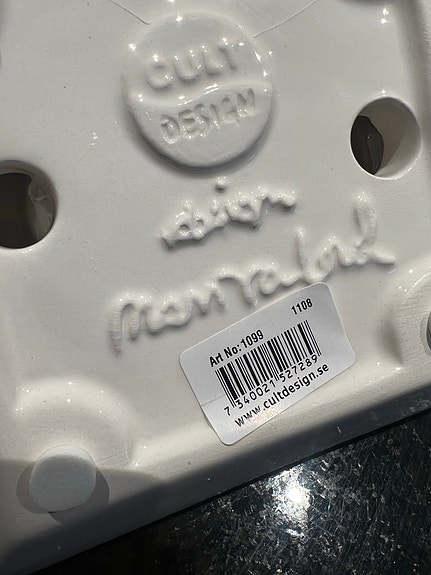 CULT
DESIGN
design
Art No: 1099
1108
7 340021 527289
www.cultdesign.se